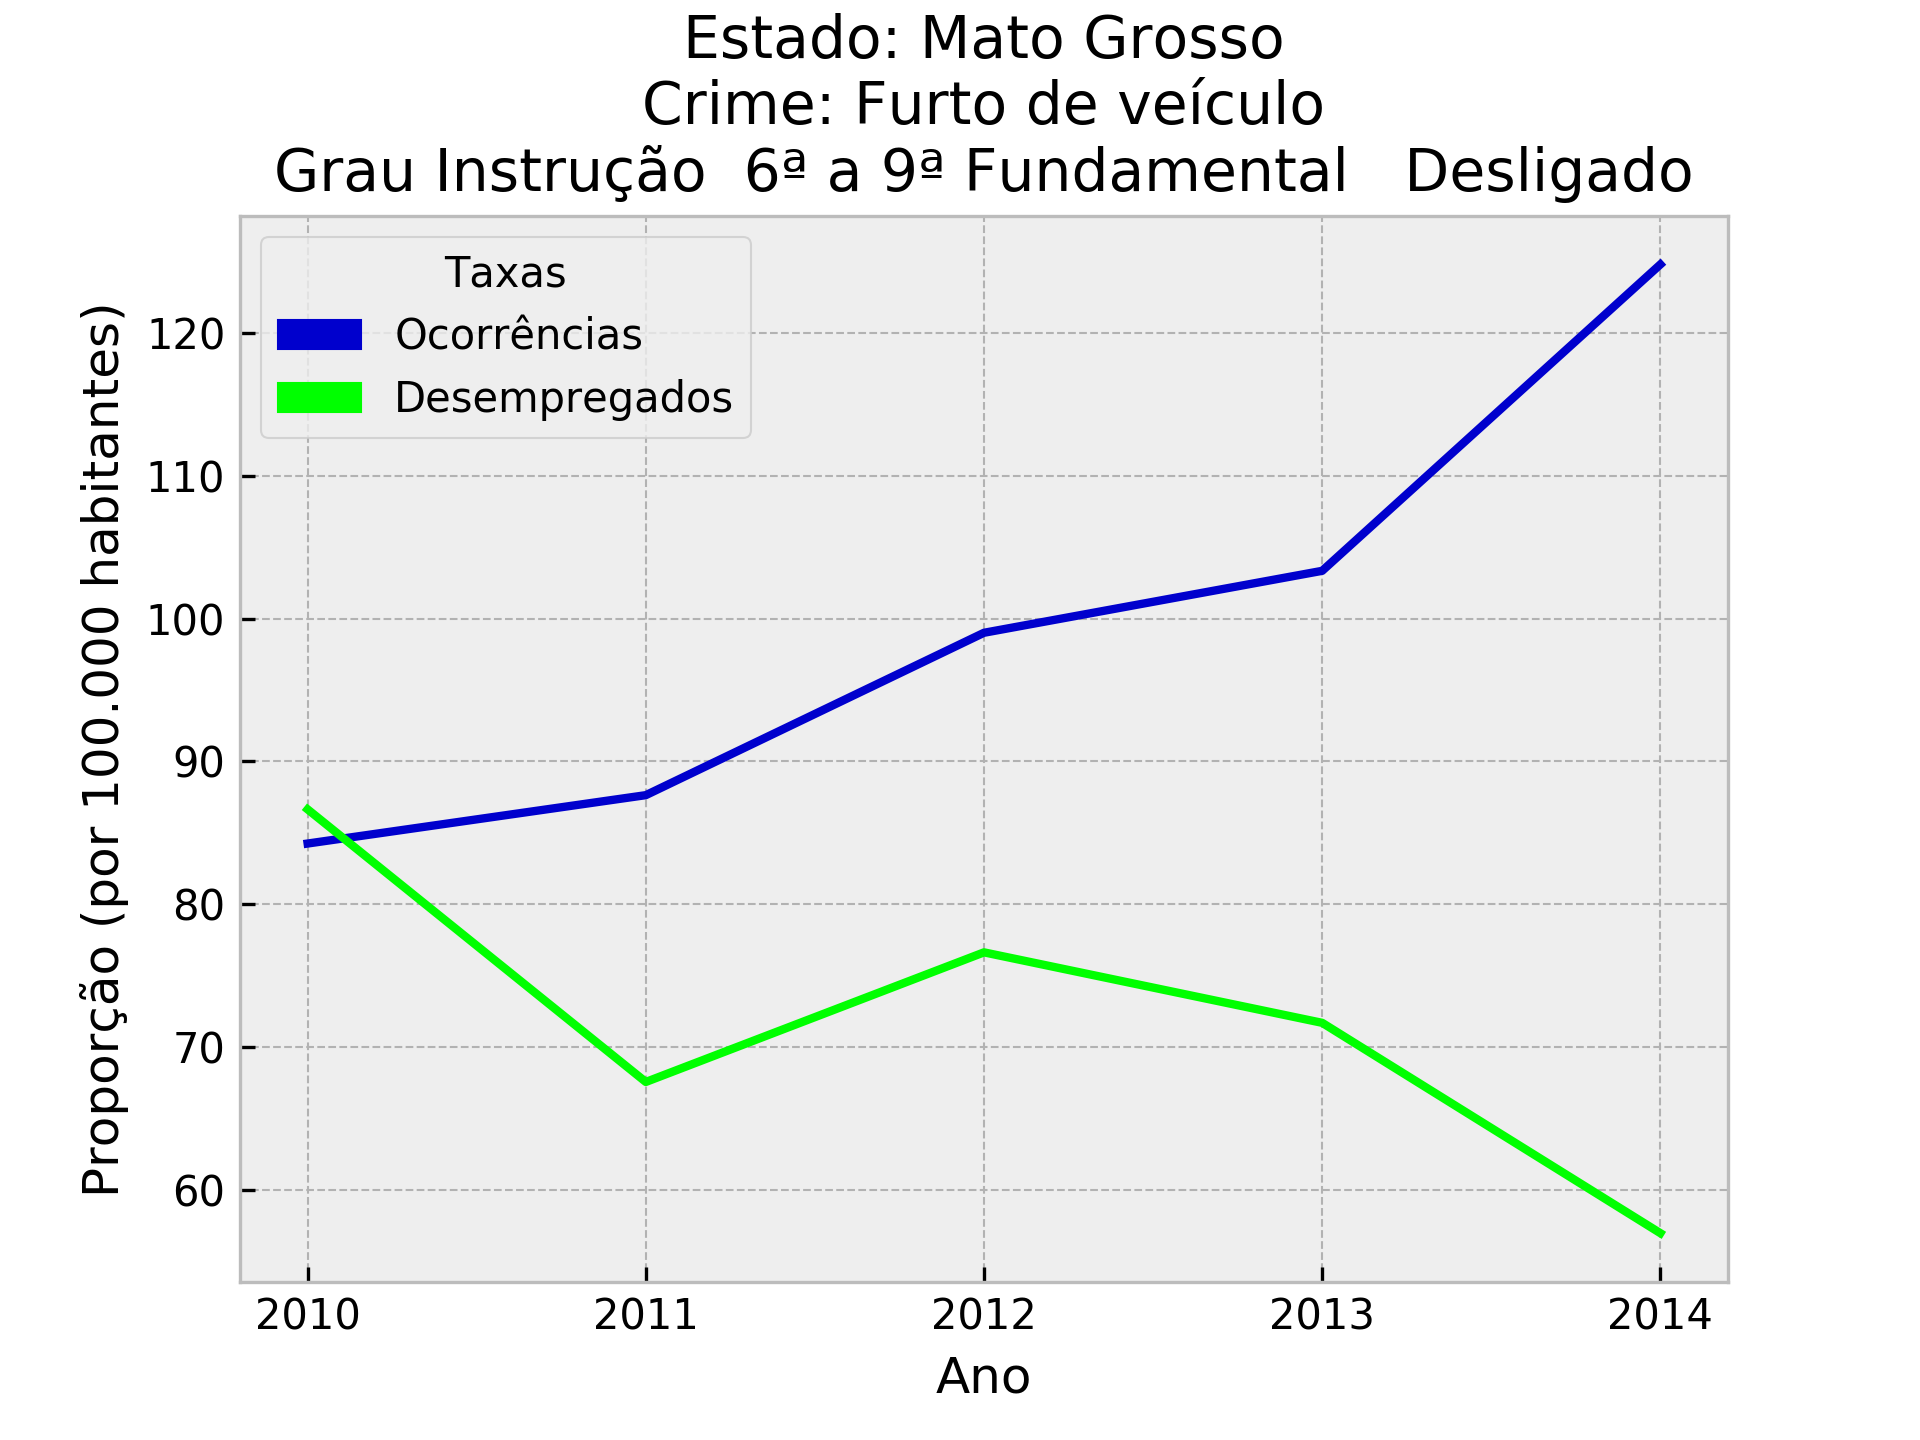 Estado: Mato Grosso
Crime: Furto de veículo
Grau Instrução  6ª a 9ª Fundamental   Desligado
Taxas
Ocorrências
Desempregados
Proporção (por 100.000 habitantes)
120
110
100
90
80
70
60
2010 2011 2012 2013 2014
Ano